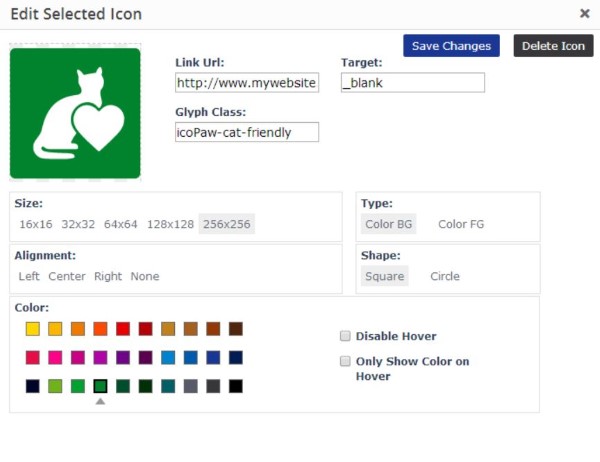 Edit Selected Icon ×
Save Changes Delete Icon
Link Url: Target:
http://www.mywebsite _blank
Glyph Class:
icoPaw-cat-friendly
Size: Type:
16x16 32x32 64x64 128x128 256x256 Color BG Color FG
Alignment: Shape:
Left Center Right None Square Circle
Color:
Disable Hover
Only Show Color on
Hover